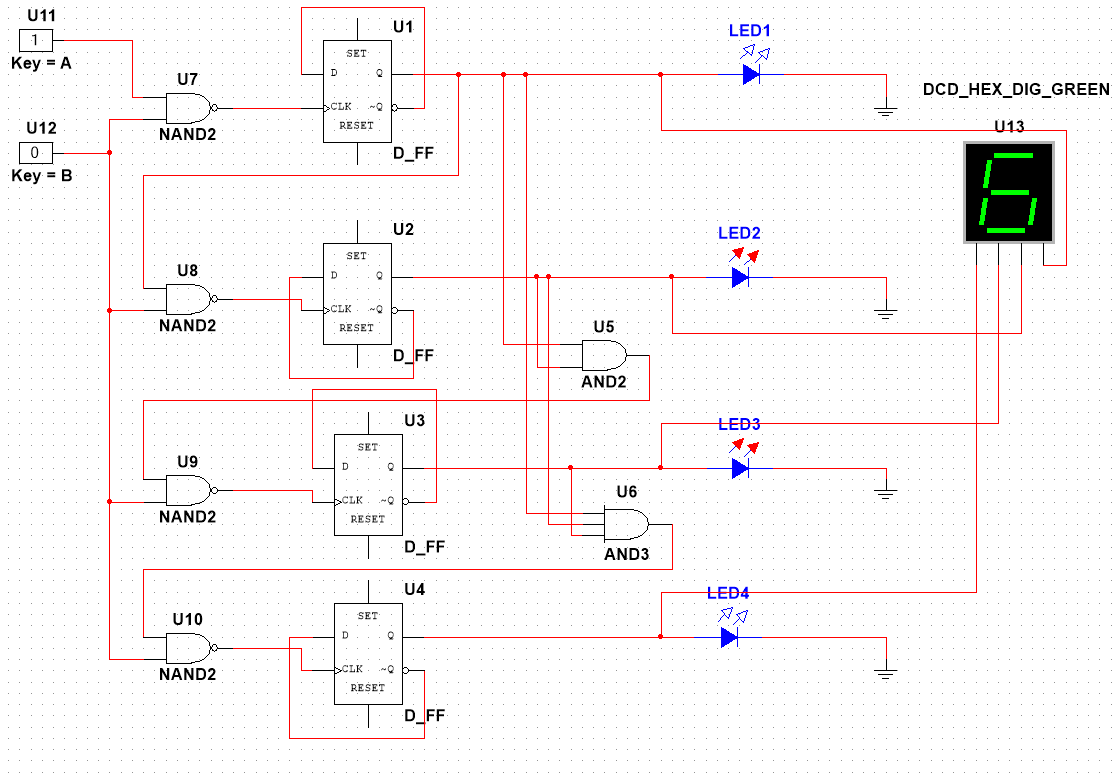 U11
1
Key = A
U12
0
Key = B
U7
NAND2
U1
SET
D
Q
CLK
~Q
RESET
D_FF
LED1
DCD_HEX_DIG_GREEN
U13
6
U8
NAND2
U2
SET
D
Q
CLK
~Q
RESET
D_FF
LED2
U5
AND2
U9
NAND2
U3
SET
D
Q
CLK
~Q
RESET
D_FF
LED3
U6
AND3
U10
NAND2
U4
SET
D
Q
CLK
~Q
RESET
D_FF
LED4